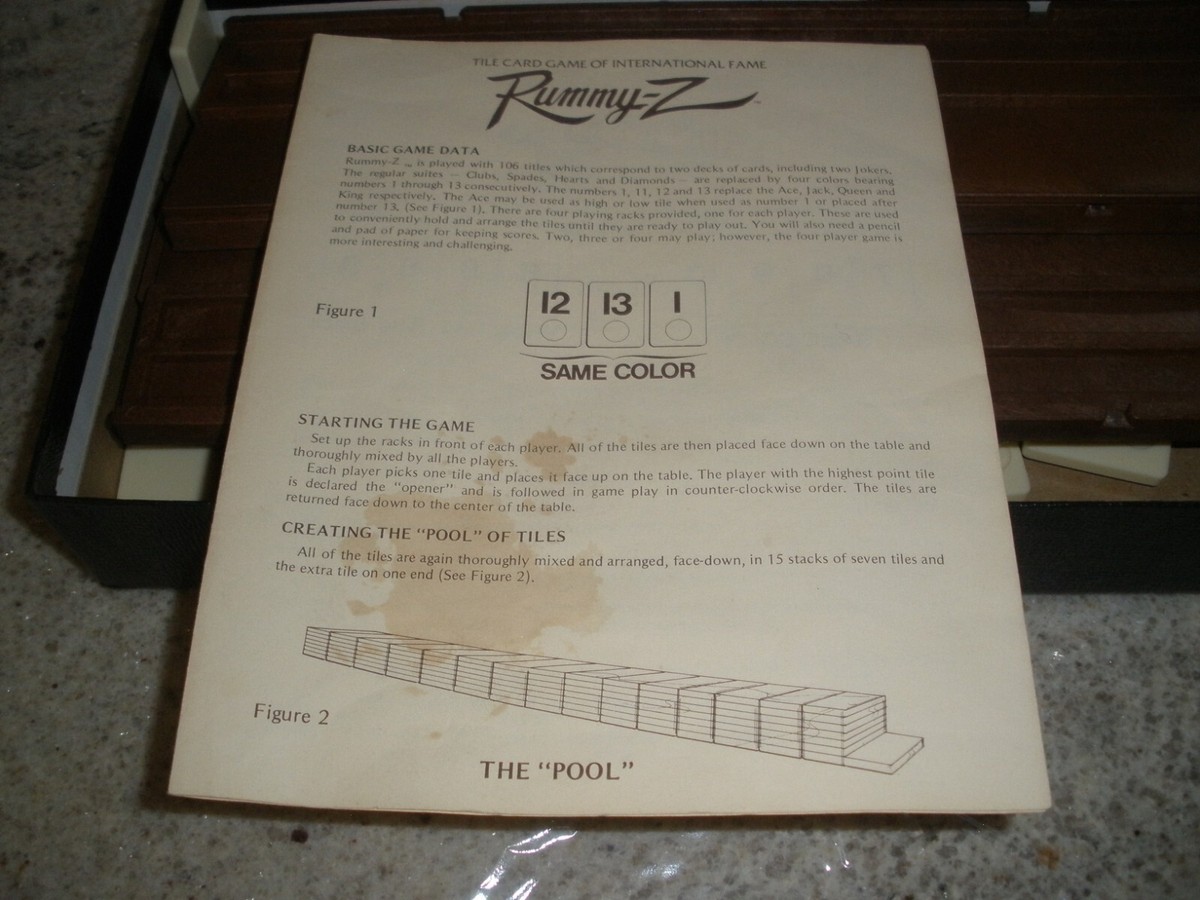 TILE CARD GAME OF INTERNATIONAL FAME
Rummy-Z ™
BASIC GAME DATA
Rummy-Z ™ is played with 106 titles which correspond to two decks of cards, including two Jokers.
The regular suites — Clubs, Spades, Hearts and Diamonds — are replaced by four colors bearing
numbers 1 through 13 consecutively. The numbers 1, 11, 12 and 13 replace the Ace, Jack, Queen and
King respectively. The Ace may be used as high or low tile when used as number 1 or placed after
number 13. (See Figure 1). There are four playing racks provided, one for each player. These are used
to conveniently hold and arrange the tiles until they are ready to play out. You will also need a pencil
and pad of paper for keeping scores. Two, three or four may play; however, the four player game is
more interesting and challenging.
Figure 1
12 13 1
SAME COLOR
STARTING THE GAME
Set up the racks in front of each player. All of the tiles are then placed face down on the table and
thoroughly mixed by all the players.
Each player picks one tile and places it face up on the table. The player with the highest point tile
is declared the "opener" and is followed in game play in counter-clockwise order. The tiles are
returned face down to the center of the table.
CREATING THE "POOL" OF TILES
All of the tiles are again thoroughly mixed and arranged, face-down, in 15 stacks of seven tiles and
the extra tile on one end (See Figure 2).
Figure 2
THE "POOL"